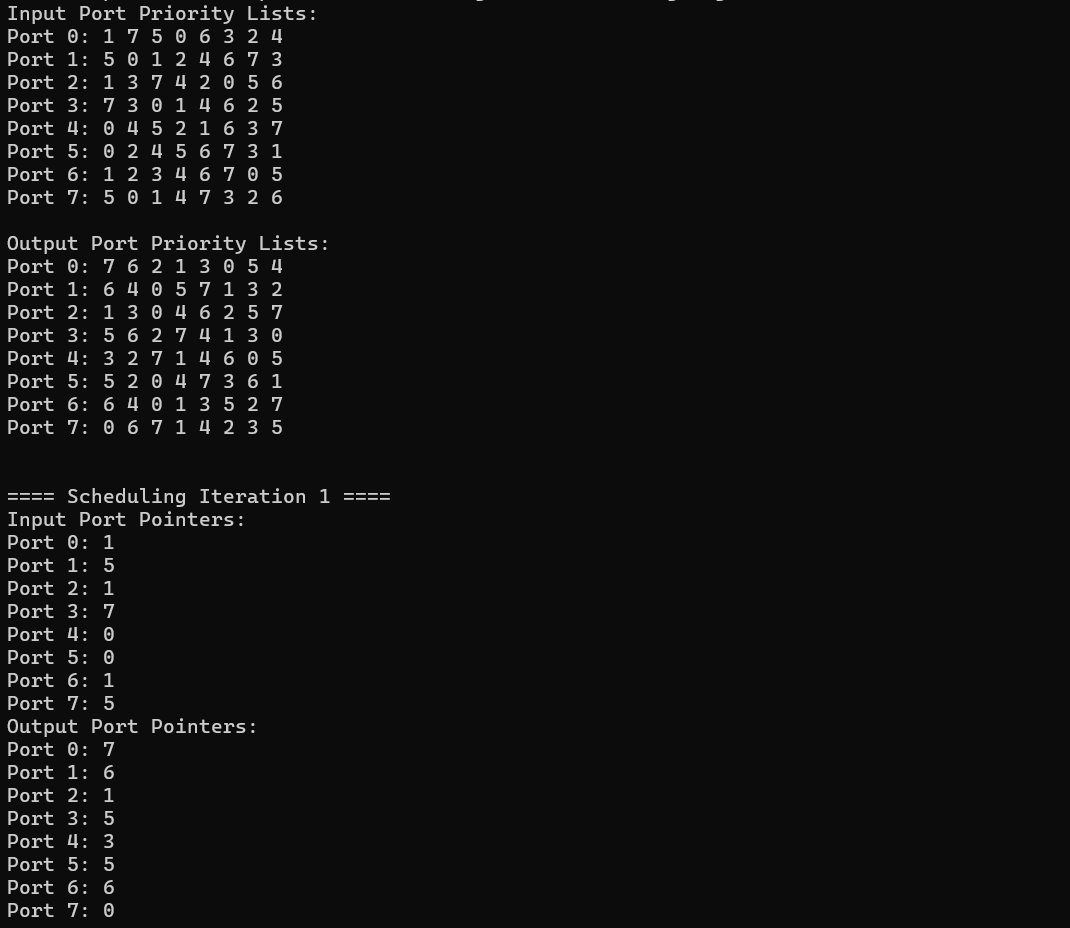 Input Port Priority Lists:
Port 0: 1 7 5 0 6 3 2 4
Port 1: 5 0 1 2 4 6 7 3
Port 2: 1 3 7 4 2 0 5 6
Port 3: 7 3 0 1 4 6 2 5
Port 4: 0 4 5 2 1 6 3 7
Port 5: 0 2 4 5 6 7 3 1
Port 6: 1 2 3 4 6 7 0 5
Port 7: 5 0 1 4 7 3 2 6
Output Port Priority Lists:
Port 0: 7 6 2 1 3 0 5 4
Port 1: 6 4 0 5 7 1 3 2
Port 2: 1 3 0 4 6 2 5 7
Port 3: 5 6 2 7 4 1 3 0
Port 4: 3 2 7 1 4 6 0 5
Port 5: 5 2 0 4 7 3 6 1
Port 6: 6 4 0 1 3 5 2 7
Port 7: 0 6 7 1 4 2 3 5
==== Scheduling Iteration 1 ====
Input Port Pointers:
Port 0: 1
Port 1: 5
Port 2: 1
Port 3: 7
Port 4: 0
Port 5: 0
Port 6: 1
Port 7: 5
Output Port Pointers:
Port 0: 7
Port 1: 6
Port 2: 1
Port 3: 5
Port 4: 3
Port 5: 5
Port 6: 6
Port 7: 0